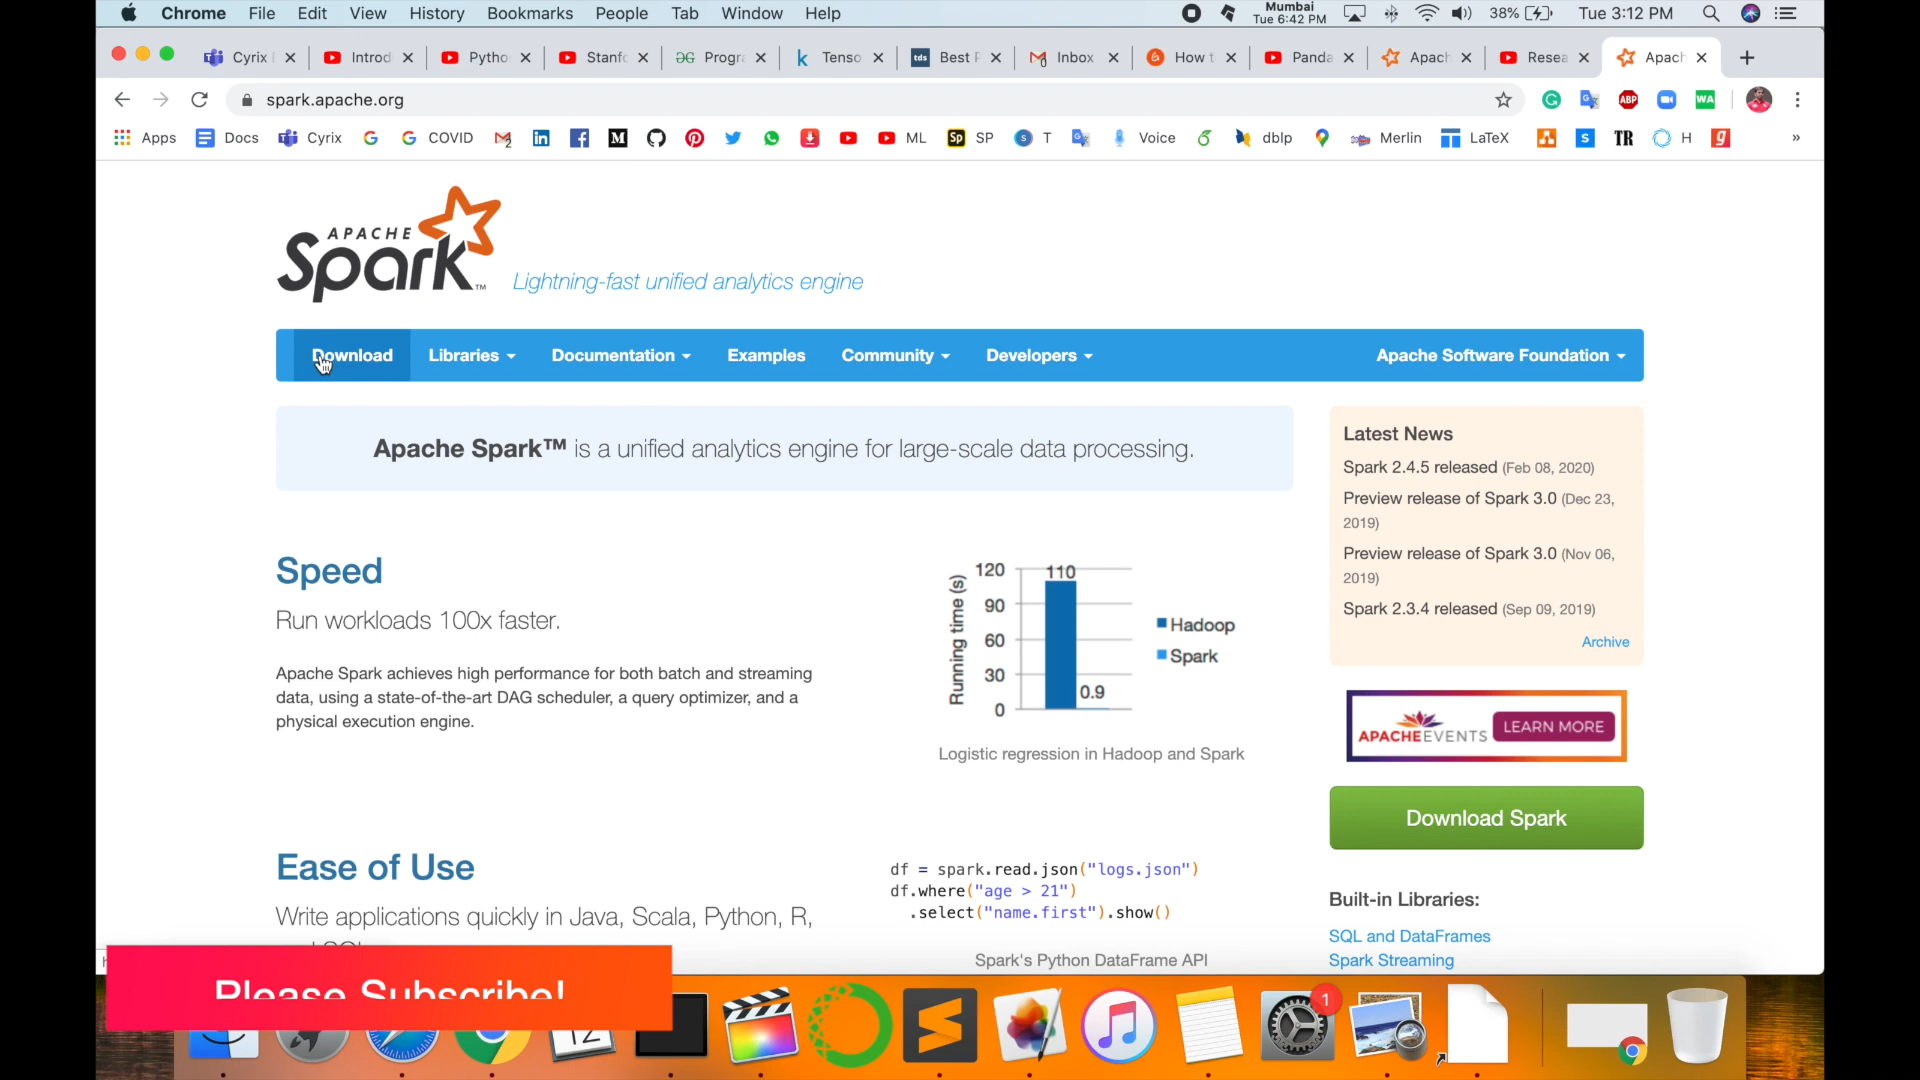 Chrome File Edit View History Bookmarks People Tab Window Help
Mumbai
Tue 6:42 PM
38% Tue 3:12 PM
Cyrix Introd Pytho Stanfo Progra Tenso Best Inbox How t Panda Apach Resea Apach
spark.apache.org
Apps Docs Cyrix COVID ML SP T Voice dblp Merlin LaTeX TR H
APACHE
Spark™
Lightning-fast unified analytics engine
Download Libraries Documentation Examples Community Developers Apache Software Foundation
Apache Spark™ is a unified analytics engine for large-scale data processing.
Latest News
Spark 2.4.5 released (Feb 08, 2020)
Preview release of Spark 3.0 (Dec 23,
2019)
Preview release of Spark 3.0 (Nov 06,
2019)
Spark 2.3.4 released (Sep 09, 2019)
Archive
Speed
Run workloads 100x faster.
Apache Spark achieves high performance for both batch and streaming
data, using a state-of-the-art DAG scheduler, a query optimizer, and a
physical execution engine.
Running time (s)
120
90
60
30
0
110
0.9
Hadoop
Spark
Logistic regression in Hadoop and Spark
APACHE EVENTS LEARN MORE
Download Spark
Ease of Use
Write applications quickly in Java, Scala, Python, R,
df = spark.read.json("logs.json")
df.where("age > 21")
.select("name.first").show()
Spark's Python DataFrame API
Built-in Libraries:
SQL and DataFrames
Spark Streaming
Please Subscribe!
12
1